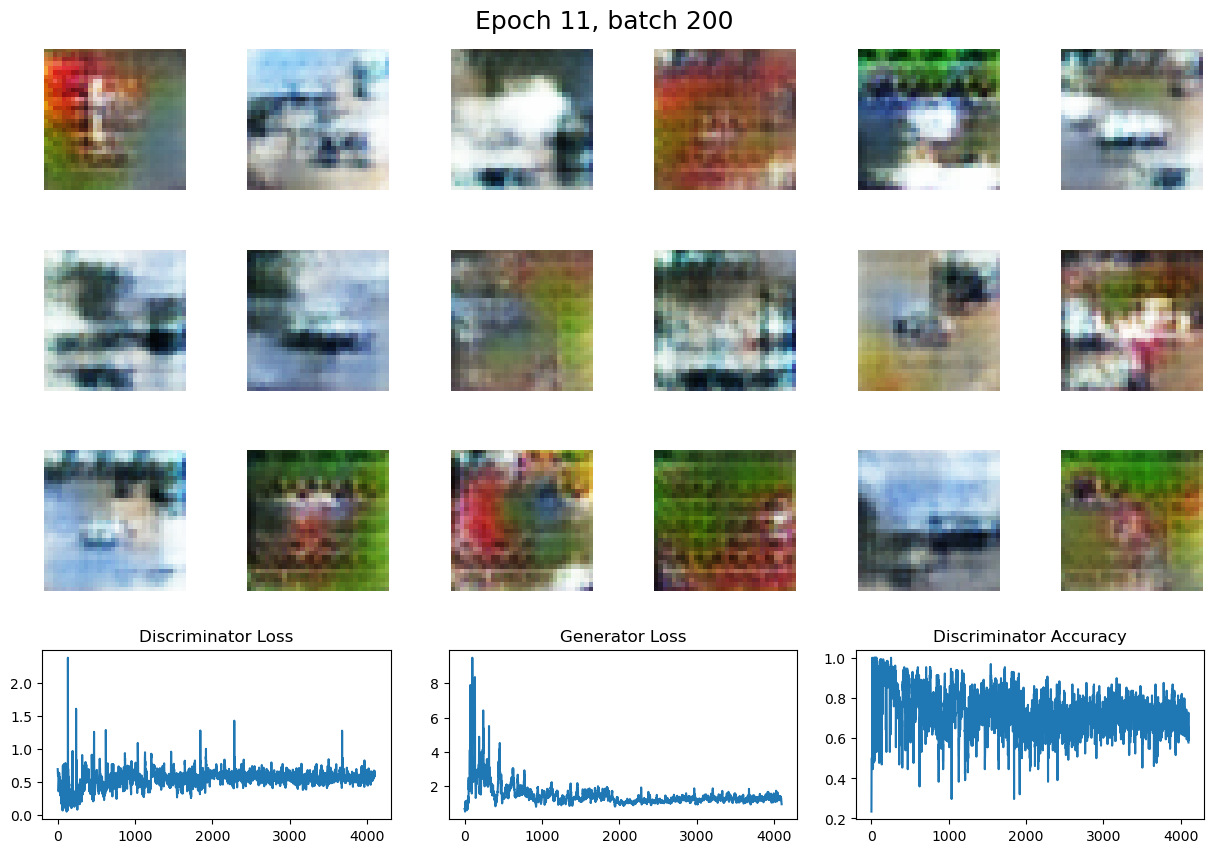 Epoch 11, batch 200
Discriminator Loss
Generator Loss
Discriminator Accuracy
2.0
1.5
1.0
0.5
0.0
0 1000 2000 3000 4000
8
6
4
2
0 1000 2000 3000 4000
1.0
0.8
0.6
0.4
0.2
0 1000 2000 3000 4000